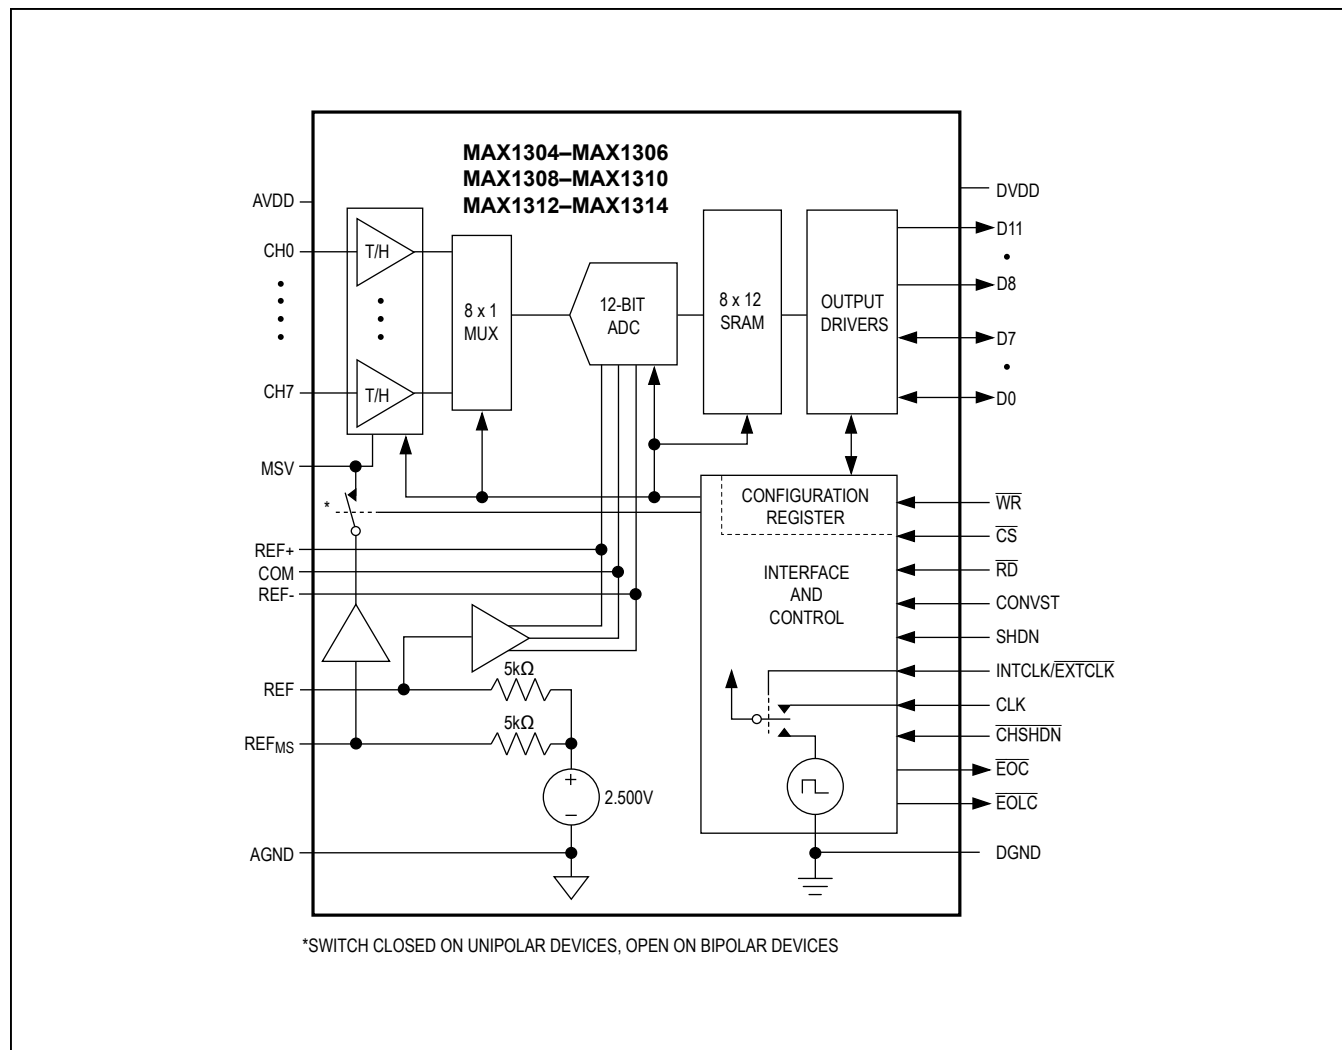 MAX1304–MAX1306
MAX1308–MAX1310
MAX1312–MAX1314
AVDD
CH0
CH7
MSV
*
REF+
COM
REF-
REF
REFMS
AGND
T/H
T/H
8 x 1
MUX
12-BIT
ADC
8 x 12
SRAM
OUTPUT
DRIVERS
CONFIGURATION
REGISTER
INTERFACE
AND
CONTROL
5kΩ
5kΩ
+
−
2.500V
DVDD
D11
D8
D7
D0
WR
CS
RD
CONVST
SHDN
INTCLK/EXTCLK
CLK
CHSHDN
EOC
EOLC
DGND
*SWITCH CLOSED ON UNIPOLAR DEVICES, OPEN ON BIPOLAR DEVICES